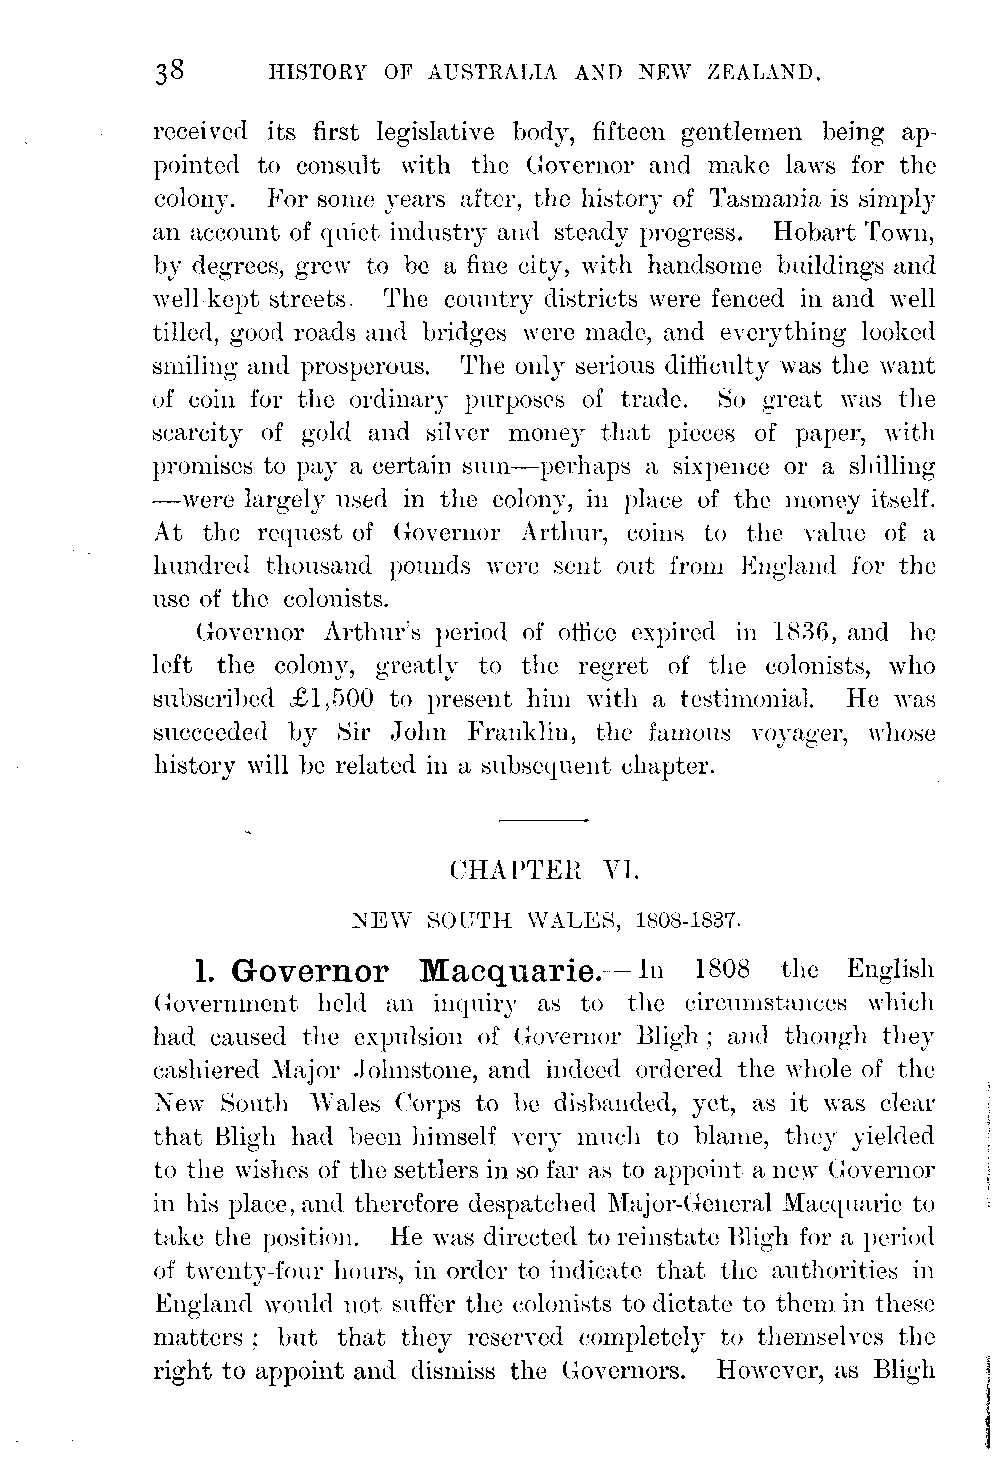 38 HISTORY OF AUSTRALIA AND NEW ZEALAND.
received its first legislative body, fifteen gentlemen being ap-
pointed to consult with the Governor and make laws for the
colony. For some years after, the history of Tasmania is simply
an account of quiet industry and steady progress. Hobart Town,
by degrees, grew to be a fine city, with handsome buildings and
well kept streets. The country districts were fenced in and well
tilled, good roads and bridges were made, and everything looked
smiling and prosperous. The only serious difficulty was the want
of coin for the ordinary purposes of trade. So great was the
scarcity of gold and silver money that pieces of paper, with
promises to pay a certain sum—perhaps a sixpence or a shilling
—were largely used in the colony, in place of the money itself.
At the request of Governor Arthur, coins to the value of a
hundred thousand pounds were sent out from England for the
use of the colonists.
Governor Arthur's period of office expired in 1836, and he
left the colony, greatly to the regret of the colonists, who
subscribed £1,500 to present him with a testimonial. He was
succeeded by Sir John Franklin, the famous voyager, whose
history will be related in a subsequent chapter.
CHAPTER VI.
NEW SOUTH WALES, 1808-1837.
1. Governor Macquarie.—In 1808 the English
Government held an inquiry as to the circumstances which
had caused the expulsion of Governor Bligh; and though they
cashiered Major Johnstone, and indeed ordered the whole of the
New South Wales Corps to be disbanded, yet, as it was clear
that Bligh had been himself very much to blame, they yielded
to the wishes of the settlers in so far as to appoint a new Governor
in his place, and therefore despatched Major-General Macquarie to
take the position. He was directed to reinstate Bligh for a period
of twenty-four hours, in order to indicate that the authorities in
England would not suffer the colonists to dictate to them in these
matters; but that they reserved completely to themselves the
right to appoint and dismiss the Governors. However, as Bligh